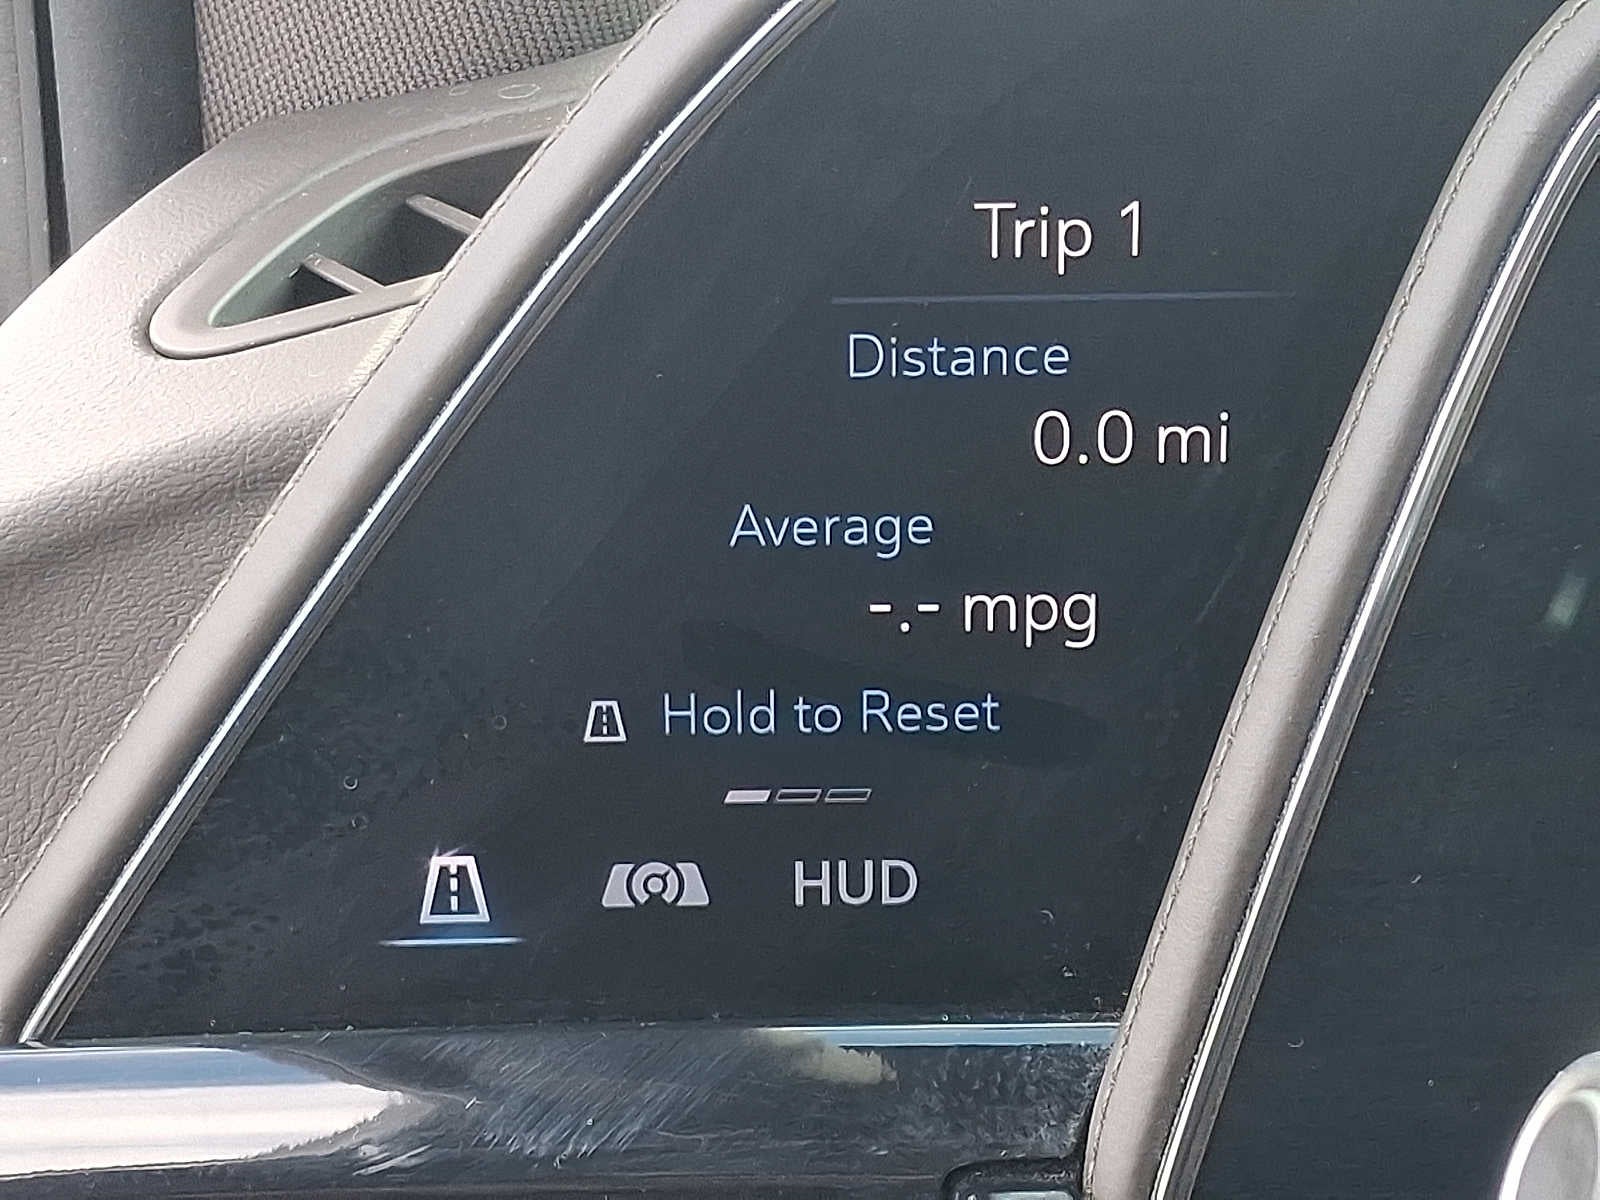 Trip 1
Distance
0.0 mi
Average
-.- mpg
Hold to Reset
HUD